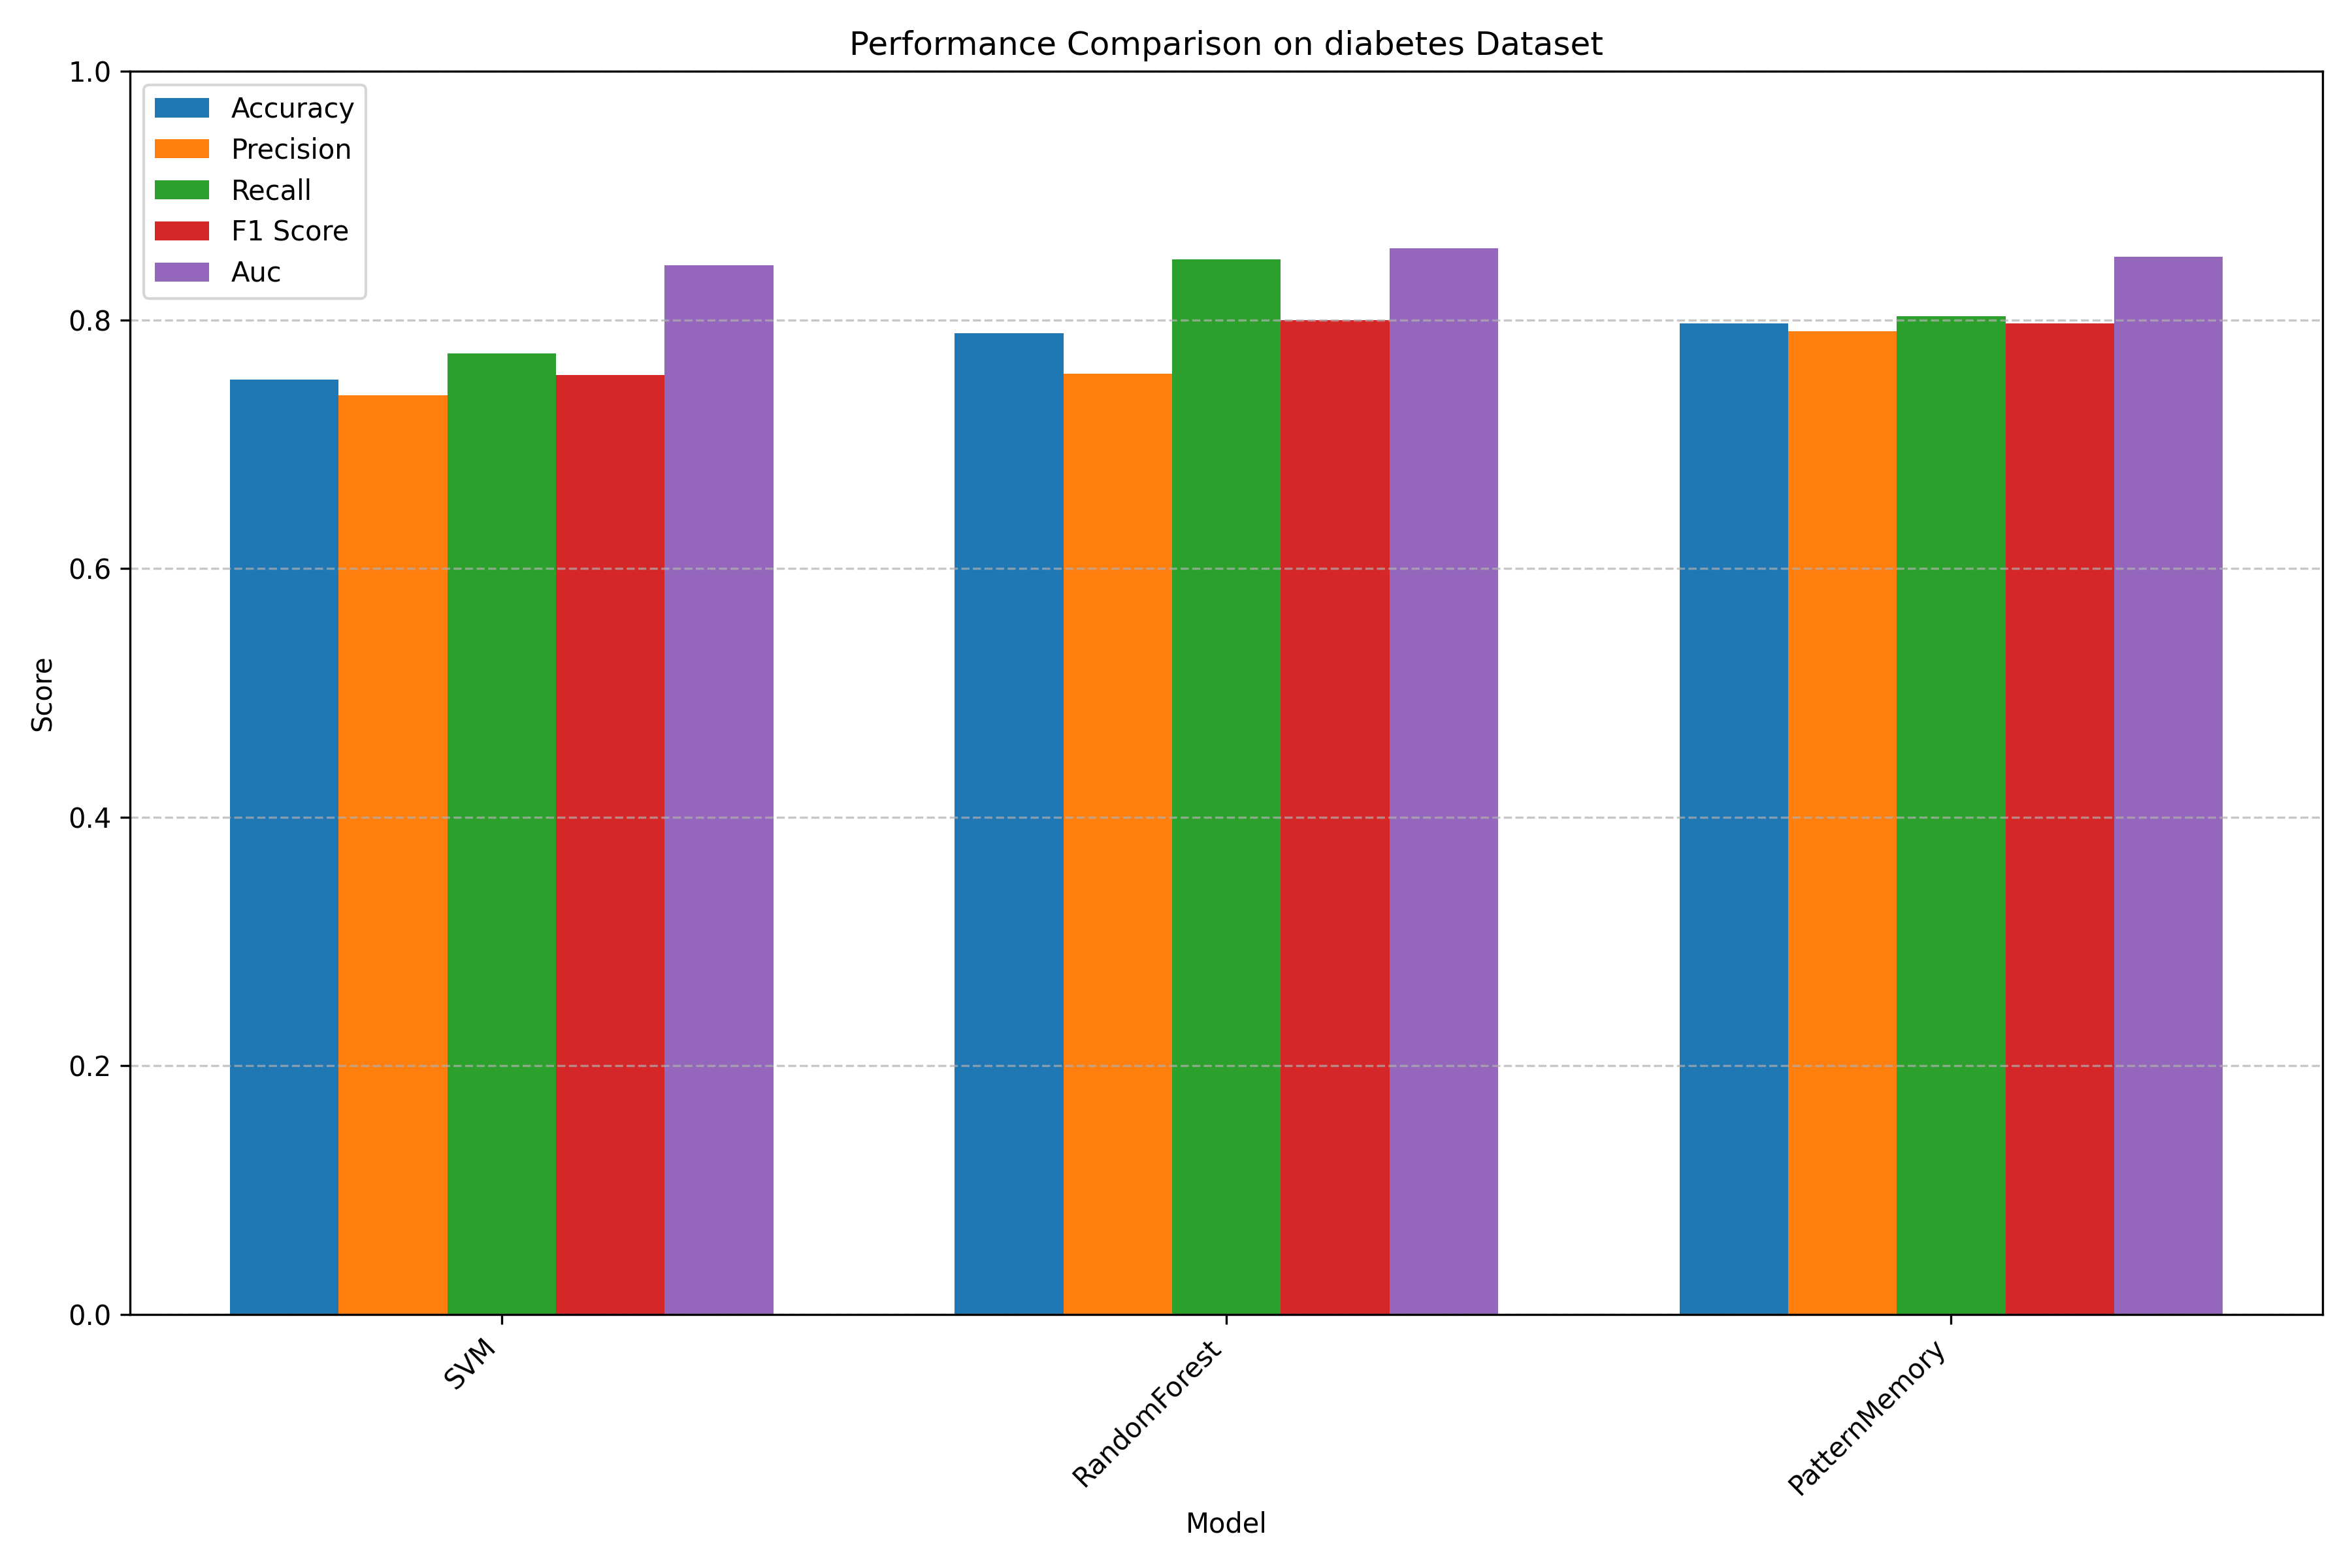 Performance Comparison on diabetes Dataset
1.0
0.8
0.6
0.4
0.2
0.0
Score
Accuracy
Precision
Recall
F1 Score
Auc
SVM
RandomForest
PatternMemory
Model